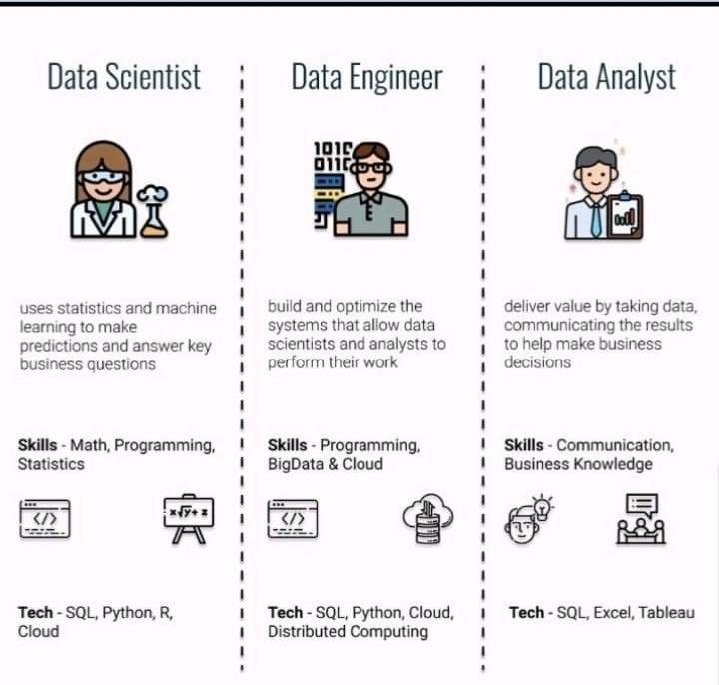 Data Scientist
uses statistics and machine
learning to make
predictions and answer key
business questions
Skills - Math, Programming,
Statistics
</>
x√y+z
Tech - SQL, Python, R,
Cloud
Data Engineer
1010
0110
build and optimize the
systems that allow data
scientists and analysts to
perform their work
Skills - Programming,
BigData & Cloud
</>
Tech - SQL, Python, Cloud,
Distributed Computing
Data Analyst
deliver value by taking data,
communicating the results
to help make business
decisions
Skills - Communication,
Business Knowledge
Tech - SQL, Excel, Tableau